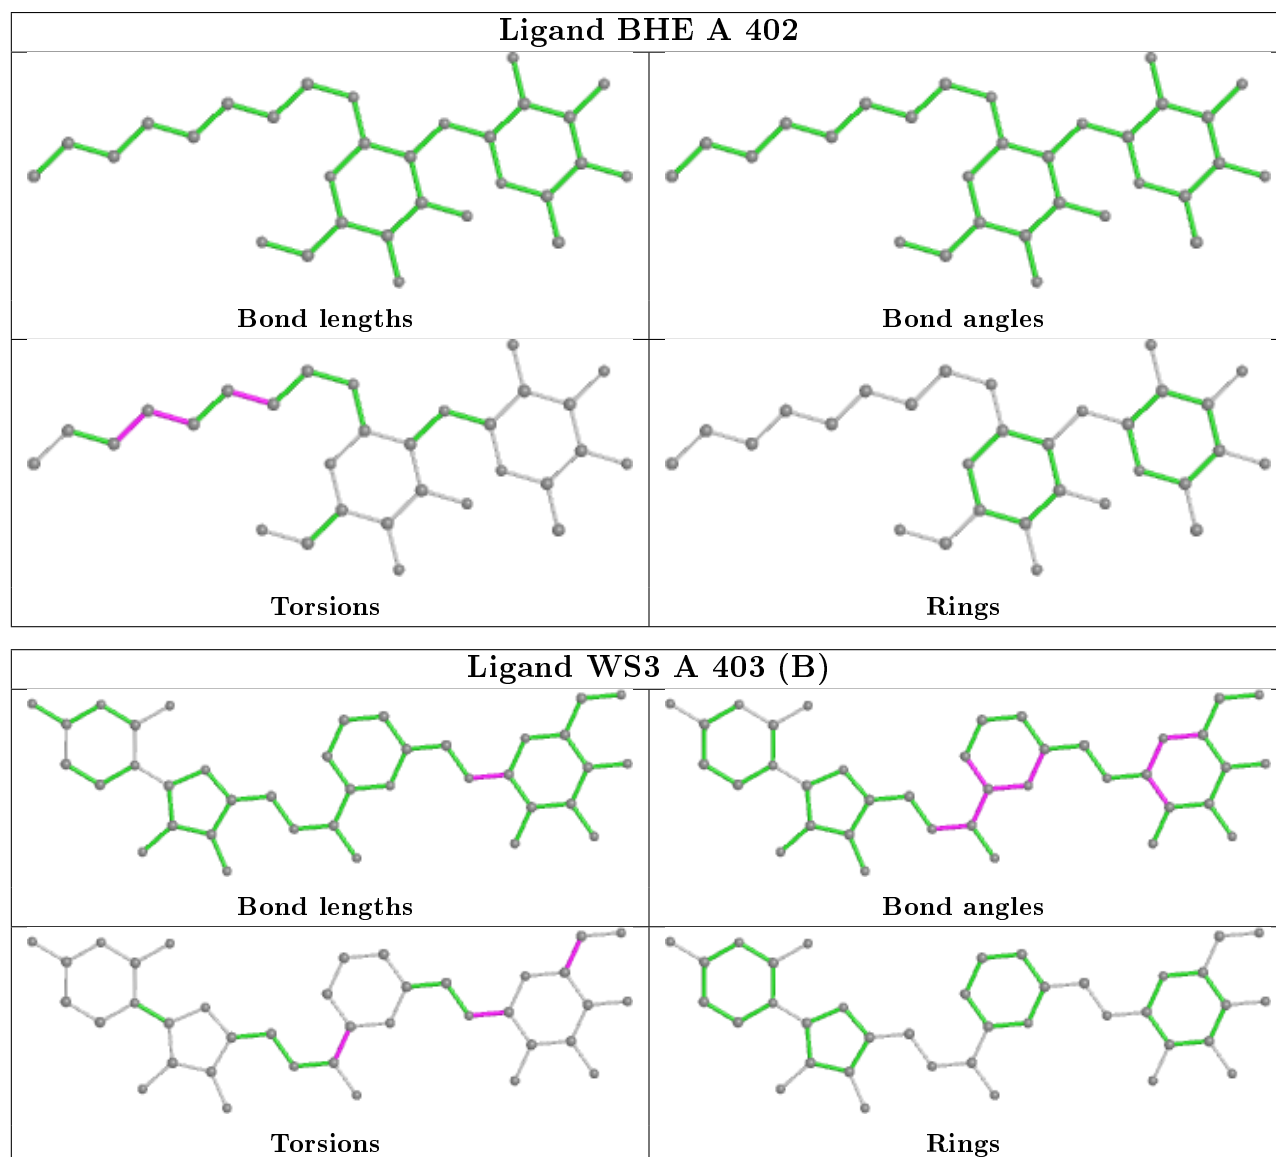 Ligand BHE A 402
Bond lengths
Bond angles
Torsions
Rings
Ligand WS3 A 403 (B)
Bond lengths
Bond angles
Torsions
Rings